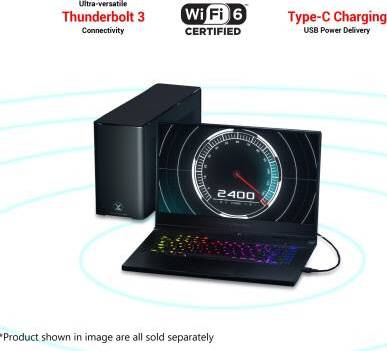 Ultra-versatile
Thunderbolt 3
Connectivity
WiFi 6
CERTIFIED™
Type-C Charging
USB Power Delivery
2400
*Product shown in image are all sold separately